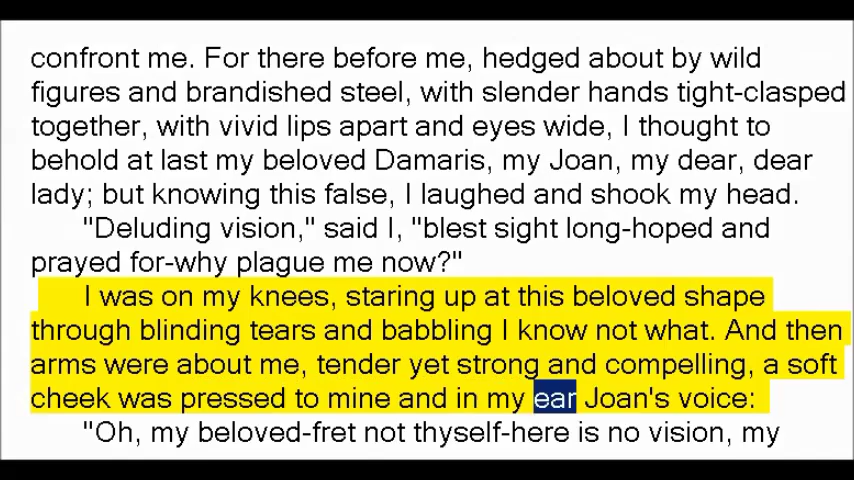 confront me. For there before me, hedged about by wild
figures and brandished steel, with slender hands tight-clasped
together, with vivid lips apart and eyes wide, I thought to
behold at last my beloved Damaris, my Joan, my dear, dear
lady; but knowing this false, I laughed and shook my head.
"Deluding vision," said I, "blest sight long-hoped and
prayed for-why plague me now?"
I was on my knees, staring up at this beloved shape
through blinding tears and babbling I know not what. And then
arms were about me, tender yet strong and compelling, a soft
cheek was pressed to mine and in my ear Joan's voice:
"Oh, my beloved-fret not thyself-here is no vision, my